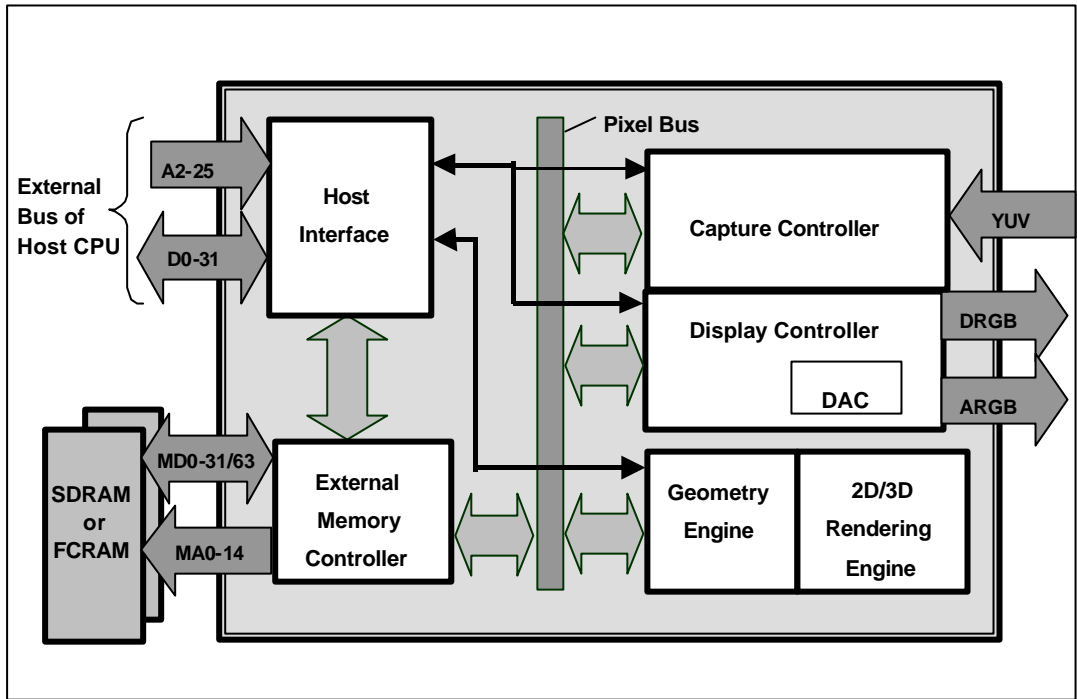 Pixel Bus
External
Bus of
Host CPU
A2-25
D0-31
Host
Interface
Capture Controller
YUV
Display Controller
DAC
DRGB
ARGB
SDRAM
or
FCRAM
MD0-31/63
MA0-14
External
Memory
Controller
Geometry
Engine
2D/3D
Rendering
Engine